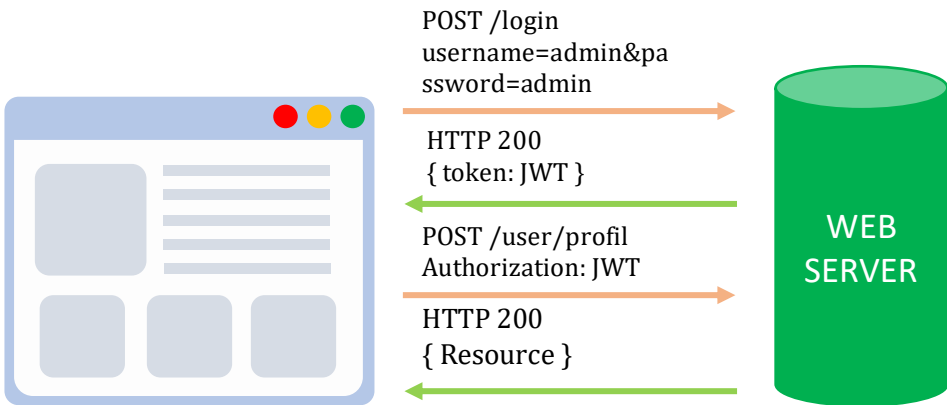 POST /login
username=admin&pa
ssword=admin
HTTP 200
{ token: JWT }
POST /user/profil
Authorization: JWT
HTTP 200
{ Resource }
WEB
SERVER